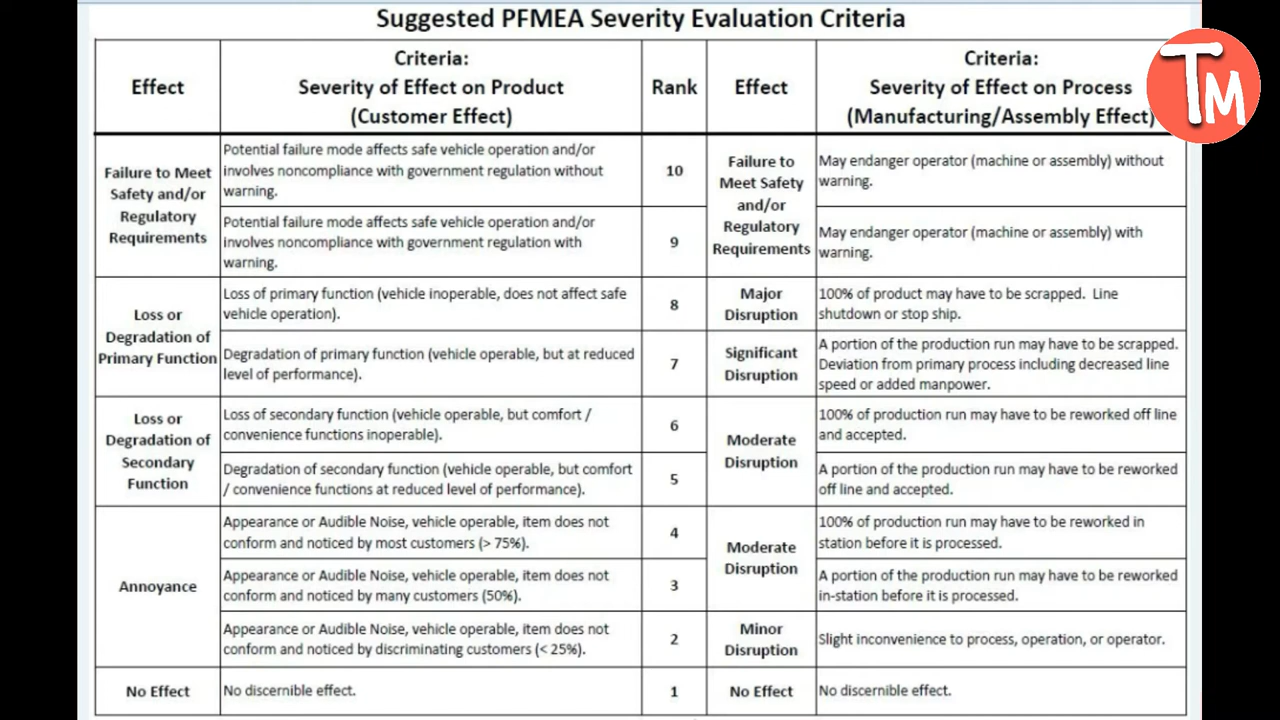 Suggested PFMEA Severity Evaluation Criteria
TM
Effect
Criteria:
Severity of Effect on Product
(Customer Effect)
Rank
Effect
Criteria:
Severity of Effect on Process
(Manufacturing/Assembly Effect)
Failure to Meet
Safety and/or
Regulatory
Requirements
Potential failure mode affects safe vehicle operation and/or
involves noncompliance with government regulation without
warning.
10
Failure to
Meet Safety
and/or
Regulatory
Requirements
May endanger operator (machine or assembly) without
warning.
Potential failure mode affects safe vehicle operation and/or
involves noncompliance with government regulation with
warning.
9
May endanger operator (machine or assembly) with
warning.
Loss or
Degradation of
Primary Function
Loss of primary function (vehicle inoperable, does not affect safe
vehicle operation).
8
Major
Disruption
100% of product may have to be scrapped. Line
shutdown or stop ship.
Degradation of primary function (vehicle operable, but at reduced
level of performance).
7
Significant
Disruption
A portion of the production run may have to be scrapped.
Deviation from primary process including decreased line
speed or added manpower.
Loss or
Degradation of
Secondary
Function
Loss of secondary function (vehicle operable, but comfort /
convenience functions inoperable).
6
Moderate
Disruption
100% of production run may have to be reworked off line
and accepted.
Degradation of secondary function (vehicle operable, but comfort
/ convenience functions at reduced level of performance).
5
A portion of the production run may have to be reworked
off line and accepted.
Annoyance
Appearance or Audible Noise, vehicle operable, item does not
conform and noticed by most customers (> 75%).
4
Moderate
Disruption
100% of production run may have to be reworked in
station before it is processed.
Appearance or Audible Noise, vehicle operable, item does not
conform and noticed by many customers (50%).
3
A portion of the production run may have to be reworked
in-station before it is processed.
Appearance or Audible Noise, vehicle operable, item does not
conform and noticed by discriminating customers (< 25%).
2
Minor
Disruption
Slight inconvenience to process, operation, or operator.
No Effect
No discernible effect.
1
No Effect
No discernible effect.